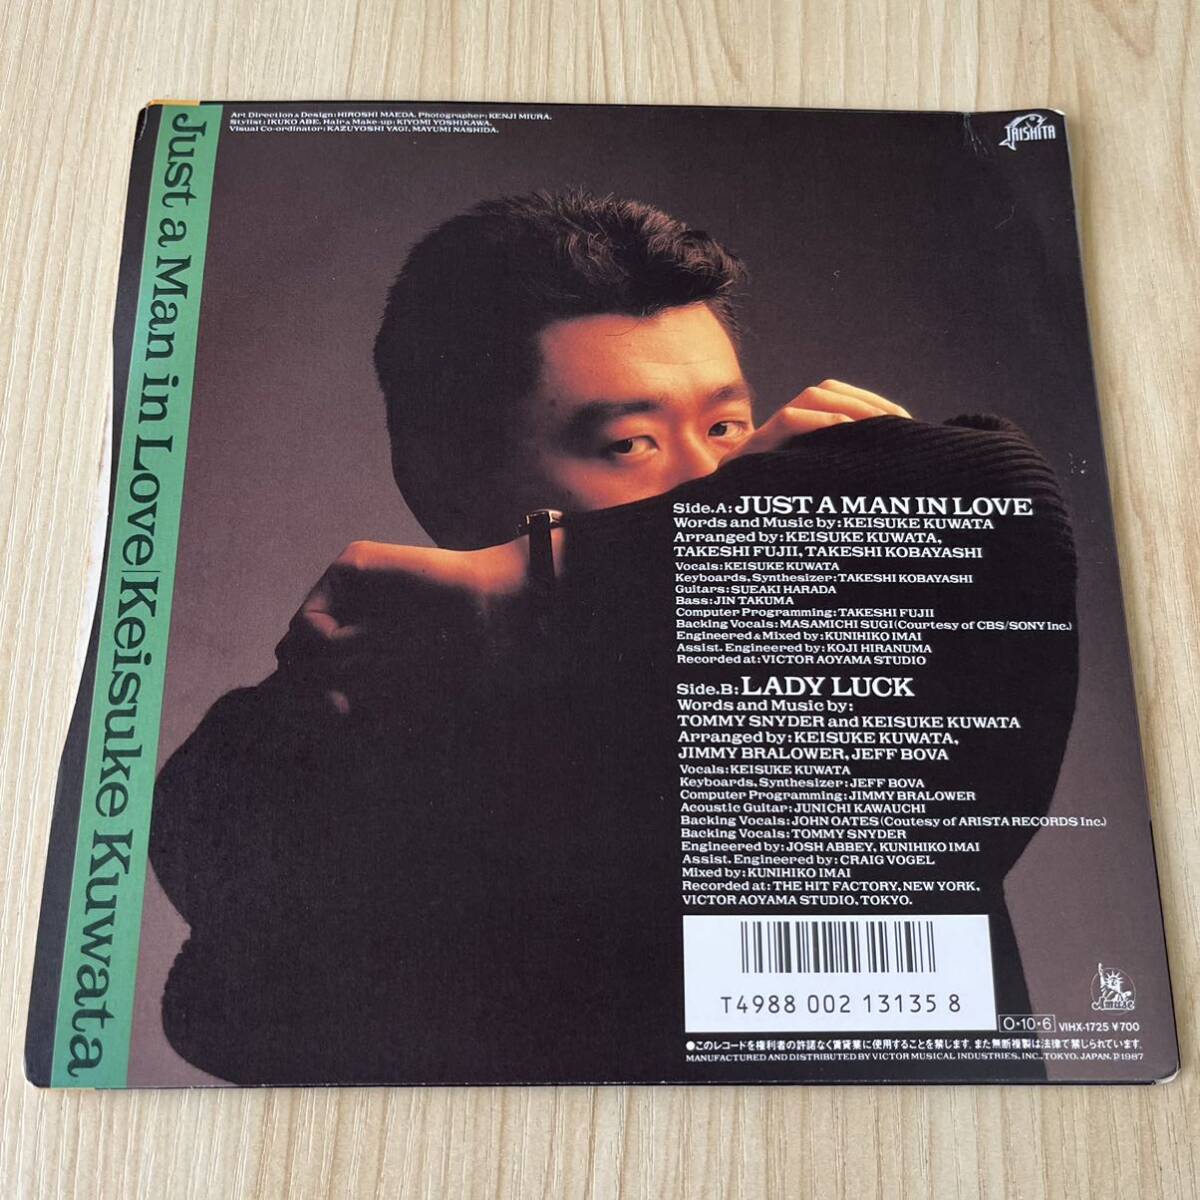 Art Direction & Design: HIROSHI MAEDA. Photographer: KENJI MIURA.
Stylist: IKUKO ABE, Hair & Make-up: KIYOMI YOSHIKAWA.
Visual Co-ordinator: KAZUYOSHI YAGI, MAYUMI NASHIDA.
TAISHITA
Just a Man in Love|Keisuke Kuwata
Side.A: JUST A MAN IN LOVE
Words and Music by: KEISUKE KUWATA
Arranged by: KEISUKE KUWATA,
TAKESHI FUJII, TAKESHI KOBAYASHI
Vocals: KEISUKE KUWATA
Keyboards, Synthesizer: TAKESHI KOBAYASHI
Guitars: SUEAKI HARADA
Bass: JIN TAKUMA
Computer Programming: TAKESHI FUJII
Backing Vocals: MASAMICHI SUGI (Courtesy of CBS/SONY Inc.)
Engineered & Mixed by: KUNIHIKO IMAI
Assist. Engineered by: KOJI HIRANUMA
Recorded at: VICTOR AOYAMA STUDIO
Side.B: LADY LUCK
Words and Music by:
TOMMY SNYDER and KEISUKE KUWATA
Arranged by: KEISUKE KUWATA,
JIMMY BRALOWER, JEFF BOVA
Vocals: KEISUKE KUWATA
Keyboards, Synthesizer: JEFF BOVA
Computer Programming: JIMMY BRALOWER
Acoustic Guitar: JUNICHI KAWAUCHI
Backing Vocals: JOHN OATES (Coutesy of ARISTA RECORDS Inc.)
Backing Vocals: TOMMY SNYDER
Engineered by: JOSH ABBEY, KUNIHIKO IMAI
Assist. Engineered by: CRAIG VOGEL
Mixed by: KUNIHIKO IMAI
Recorded at: THE HIT FACTORY, NEW YORK,
VICTOR AOYAMA STUDIO, TOKYO.
T4988 002 13135 8
Amuse
O·10·6 VIHX-1725 ¥700
●このレコードを権利者の許諾なく賃貸業に使用することを禁じます。また無断複製は法律で禁じられています。
MANUFACTURED AND DISTRIBUTED BY VICTOR MUSICAL INDUSTRIES, INC., TOKYO, JAPAN. ℗1987